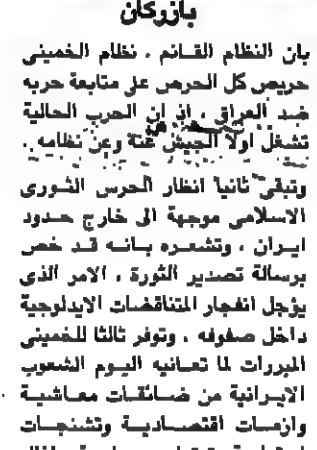 بازركان
بان النظام القائم ، نظام الخميني
حريص كل الحرص على متابعة حربه
ضد العراق ، اذ ان الحرب الحالية
تشغل اولا الجيش عنه وعن نظامه .
وتبقي ثانيا انظار الحرس الثوري
الاسلامي موجهة الى خارج حدود
ايران ، وتشعره بانه قد خص
برسالة تصدير الثورة ، الامر الذي
يؤجل انفجار المتناقضات الايدلوجية
داخل صفوفه . وتوفر ثالثا للخميني
المبررات لما تعانيه اليوم الشعوب
الايرانية من ضائقات معاشية
وازمات اقتصادية وتشنجات